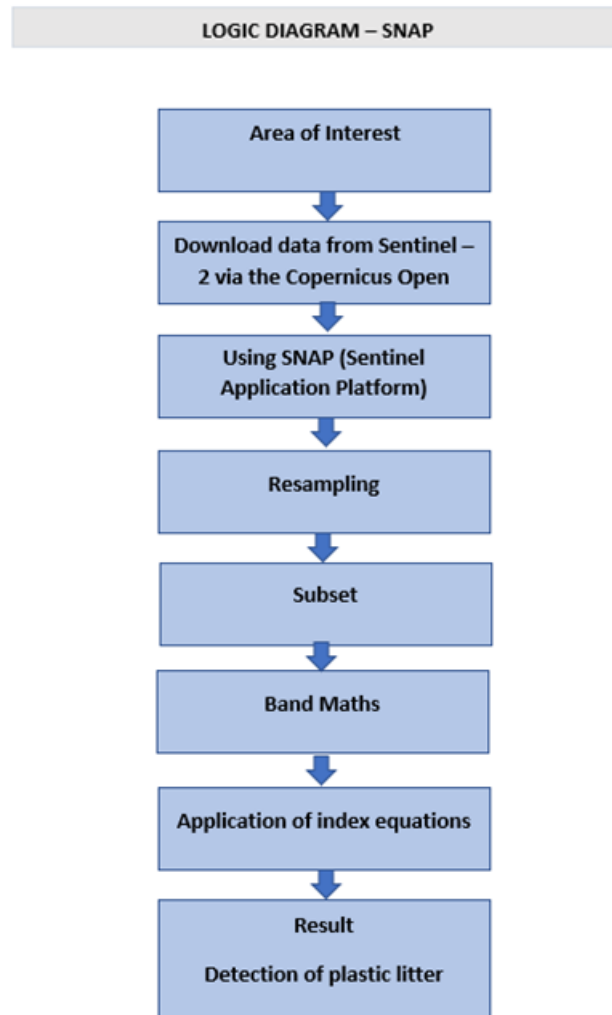 LOGIC DIAGRAM – SNAP
Area of Interest
Download data from Sentinel –
2 via the Copernicus Open
Using SNAP (Sentinel
Application Platform)
Resampling
Subset
Band Maths
Application of index equations
Result
Detection of plastic litter